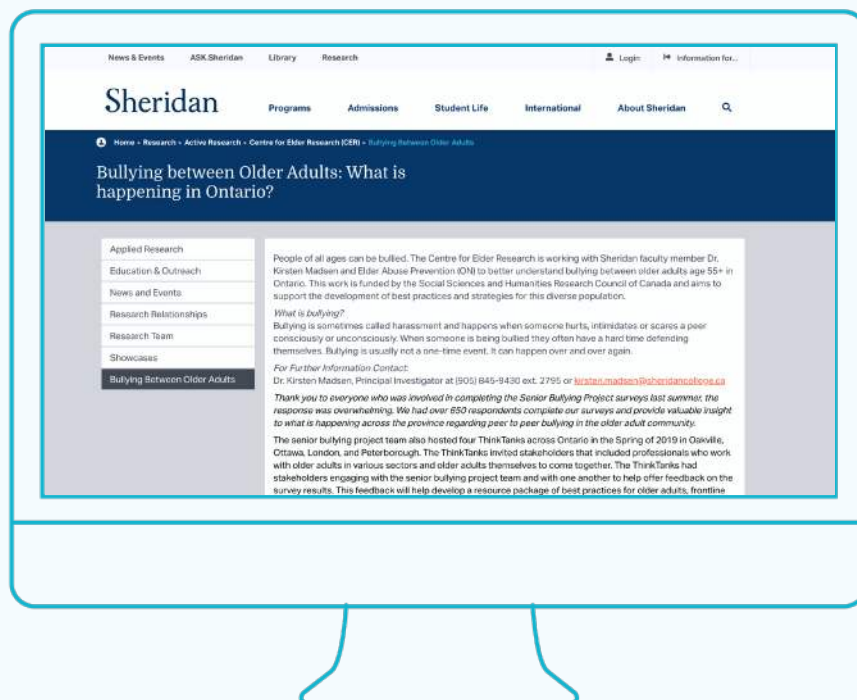 News & Events ASK.Sheridan Library Research Login Information for...
Sheridan Programs Admissions Student Life International About Sheridan
Home » Research » Active Research » Centre for Elder Research (CER) » Bullying Between Older Adults
Bullying between Older Adults: What is
happening in Ontario?
Applied Research
Education & Outreach
News and Events
Research Relationships
Research Team
Showcases
Bullying Between Older Adults
People of all ages can be bullied. The Centre for Elder Research is working with Sheridan faculty member Dr.
Kirsten Madsen and Elder Abuse Prevention (ON) to better understand bullying between older adults age 55+ in
Ontario. This work is funded by the Social Sciences and Humanities Research Council of Canada and aims to
support the development of best practices and strategies for this diverse population.
What is bullying?
Bullying is sometimes called harassment and happens when someone hurts, intimidates or scares a peer
consciously or unconsciously. When someone is being bullied they often have a hard time defending
themselves. Bullying is usually not a one-time event. It can happen over and over again.
For Further Information Contact:
Dr. Kirsten Madsen, Principal Investigator at (905) 845-9430 ext. 2795 or kirsten.madsen@sheridancollege.ca
Thank you to everyone who was involved in completing the Senior Bullying Project surveys last summer, the
response was overwhelming. We had over 650 respondents complete our surveys and provide valuable insight
to what is happening across the province regarding peer to peer bullying in the older adult community.
The senior bullying project team also hosted four ThinkTanks across Ontario in the Spring of 2019 in Oakville,
Ottawa, London, and Peterborough. The ThinkTanks invited stakeholders that included professionals who work
with older adults in various sectors and older adults themselves to come together. The ThinkTanks had
stakeholders engaging with the senior bullying project team and with one another to help offer feedback on the
survey results. This feedback will help develop a resource package of best practices for older adults, frontline